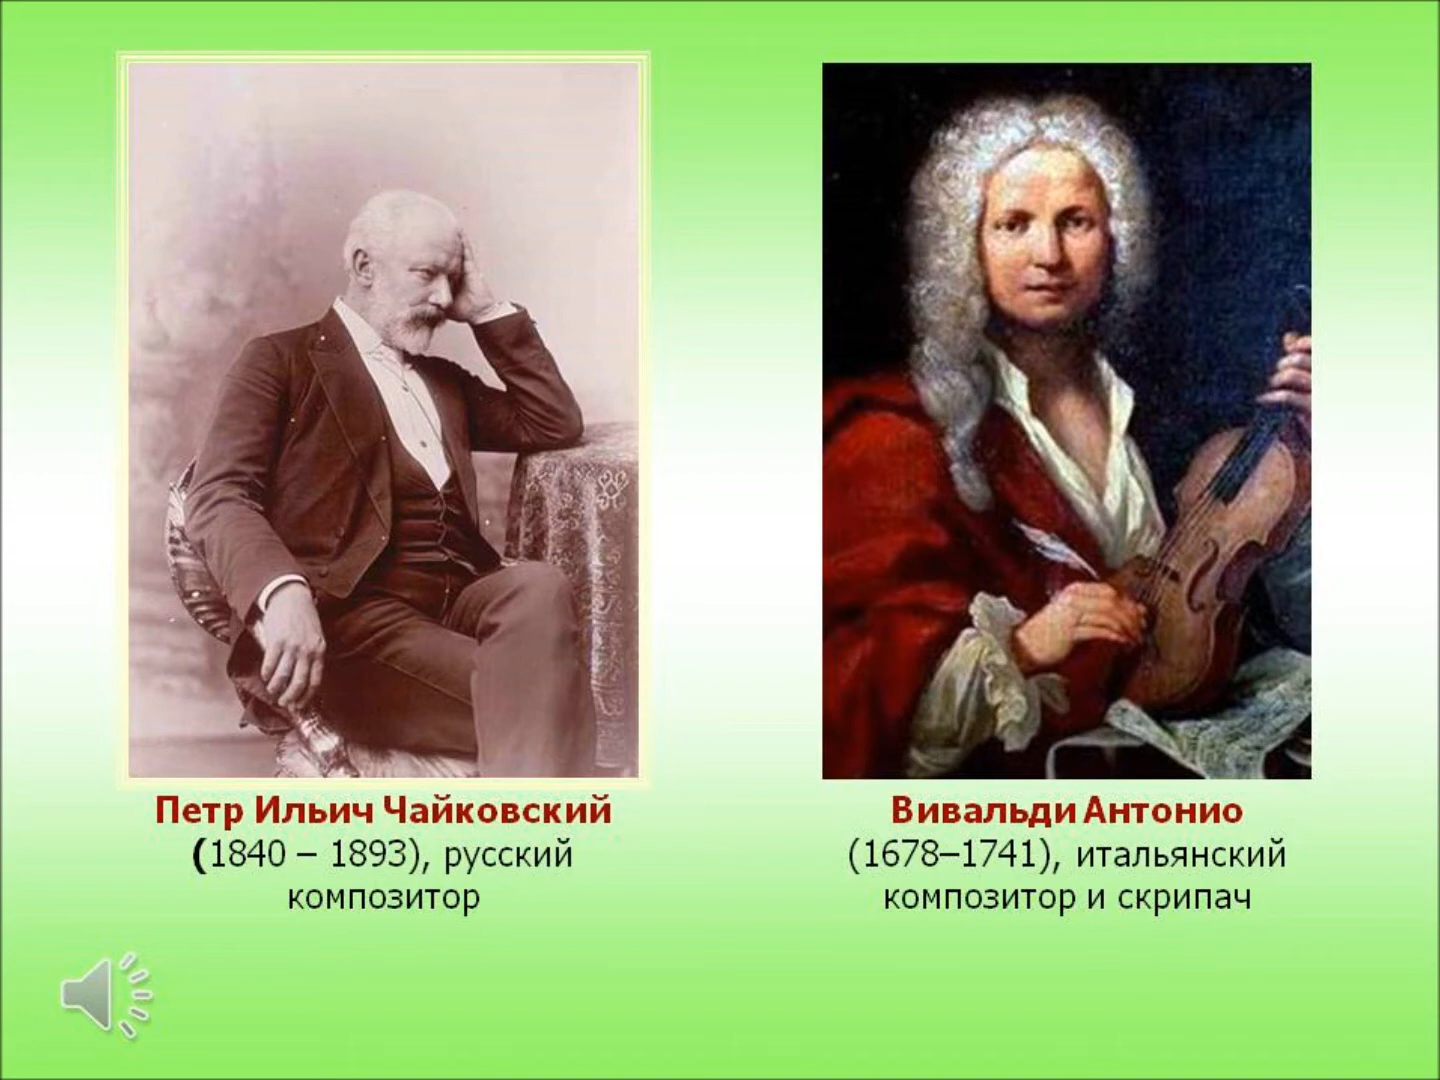 Петр Ильич Чайковский
(1840 – 1893), русский
композитор
Вивальди Антонио
(1678–1741), итальянский
композитор и скрипач